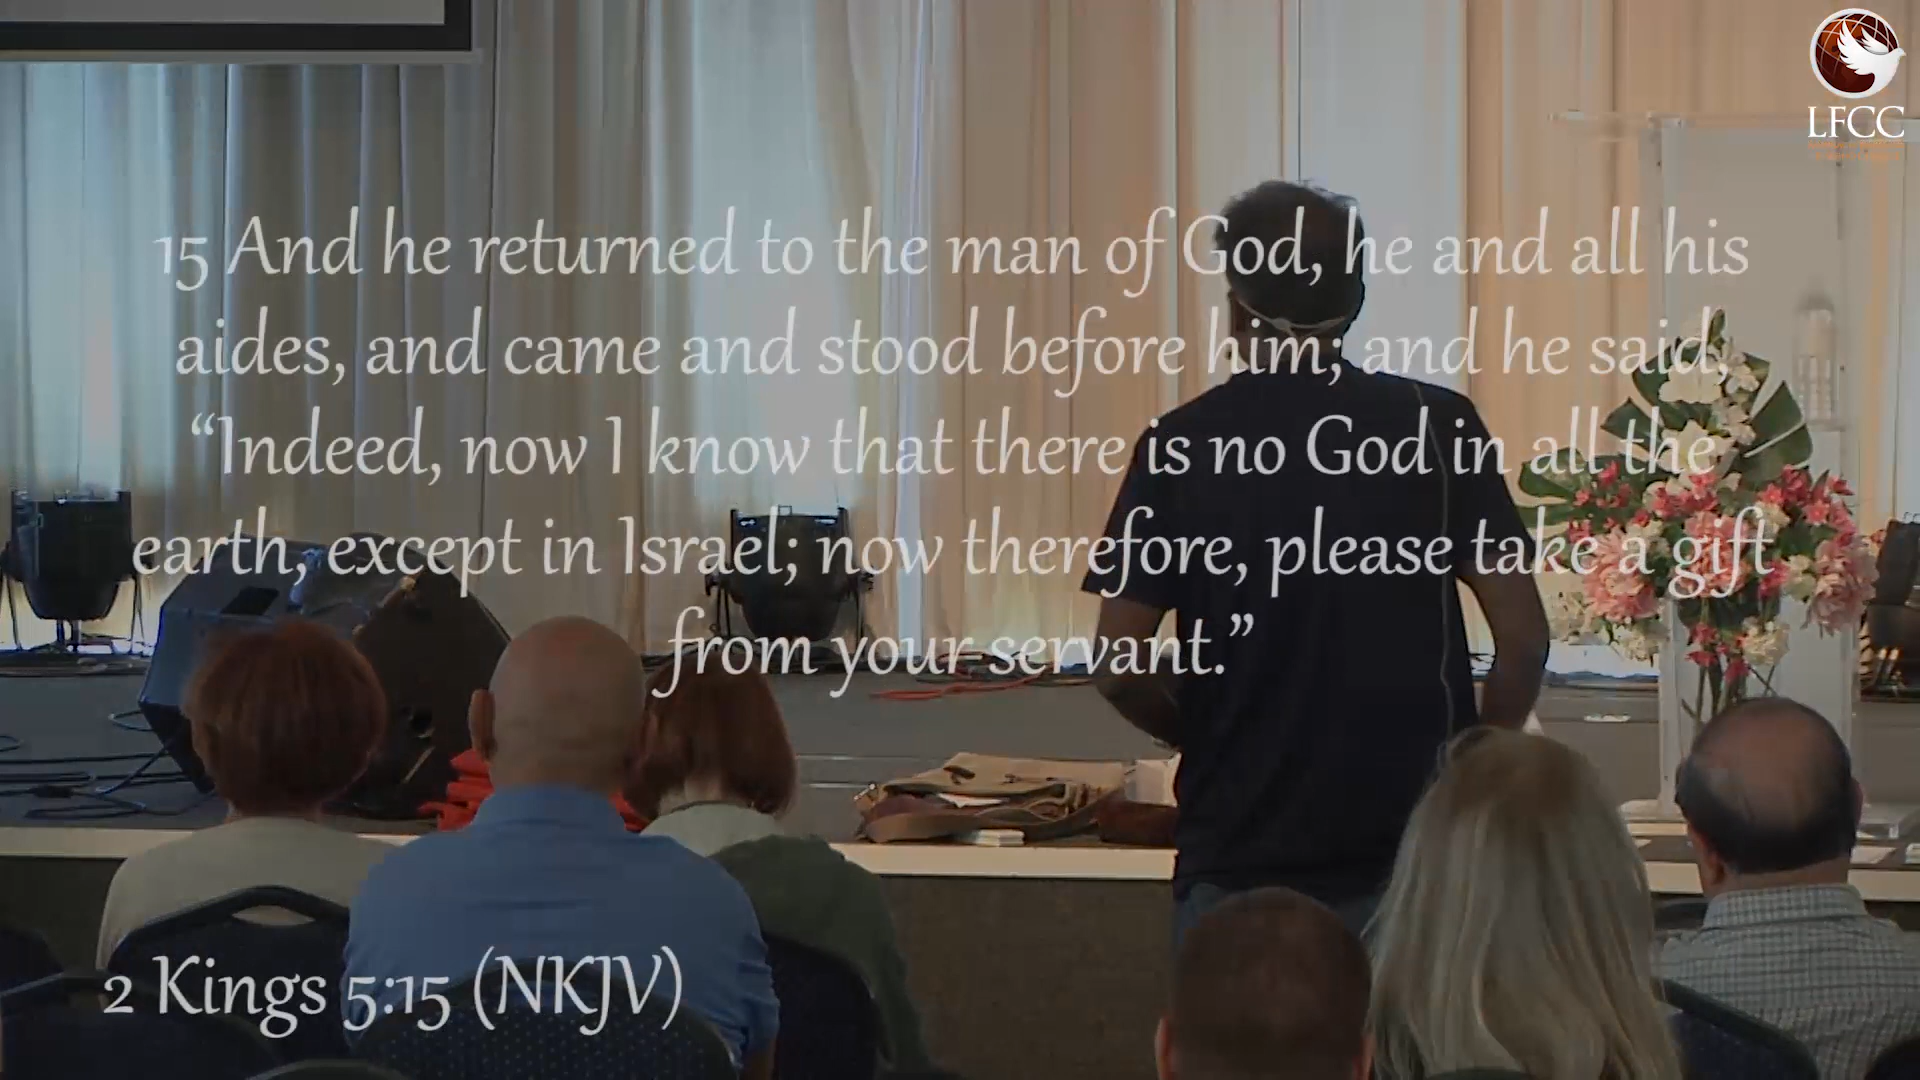 LFCC
15 And he returned to the man of God, he and all his
aides, and came and stood before him; and he said,
“Indeed, now I know that there is no God in all the
earth, except in Israel; now therefore, please take a gift
from your servant.”
2 Kings 5:15 (NKJV)